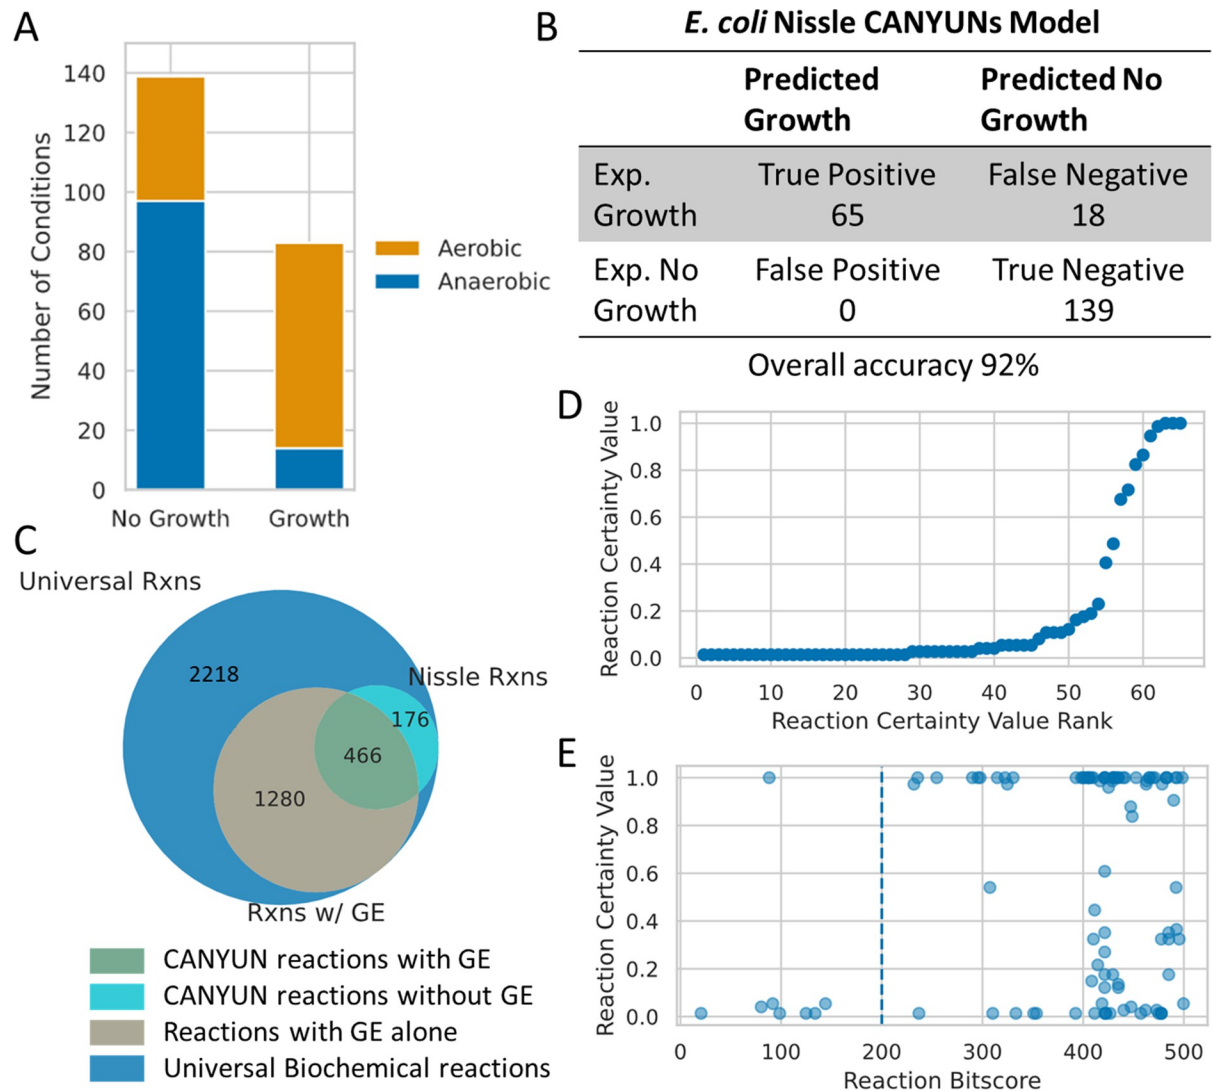 A
140
120
100
80
60
40
20
0
Number of Conditions
No Growth
Growth
Aerobic
Anaerobic
B
E. coli Nissle CANYUNs Model
Predicted Growth
Predicted No Growth
Exp. Growth
True Positive
65
False Negative
18
Exp. No Growth
False Positive
0
True Negative
139
Overall accuracy 92%
C
Universal Rxns
2218
Nissle Rxns
176
466
1280
Rxns w/ GE
CANYUN reactions with GE
CANYUN reactions without GE
Reactions with GE alone
Universal Biochemical reactions
D
Reaction Certainty Value
1.0
0.8
0.6
0.4
0.2
0.0
0 10 20 30 40 50 60
Reaction Certainty Value Rank
E
Reaction Certainty Value
1.0
0.8
0.6
0.4
0.2
0.0
0 100 200 300 400 500
Reaction Bitscore